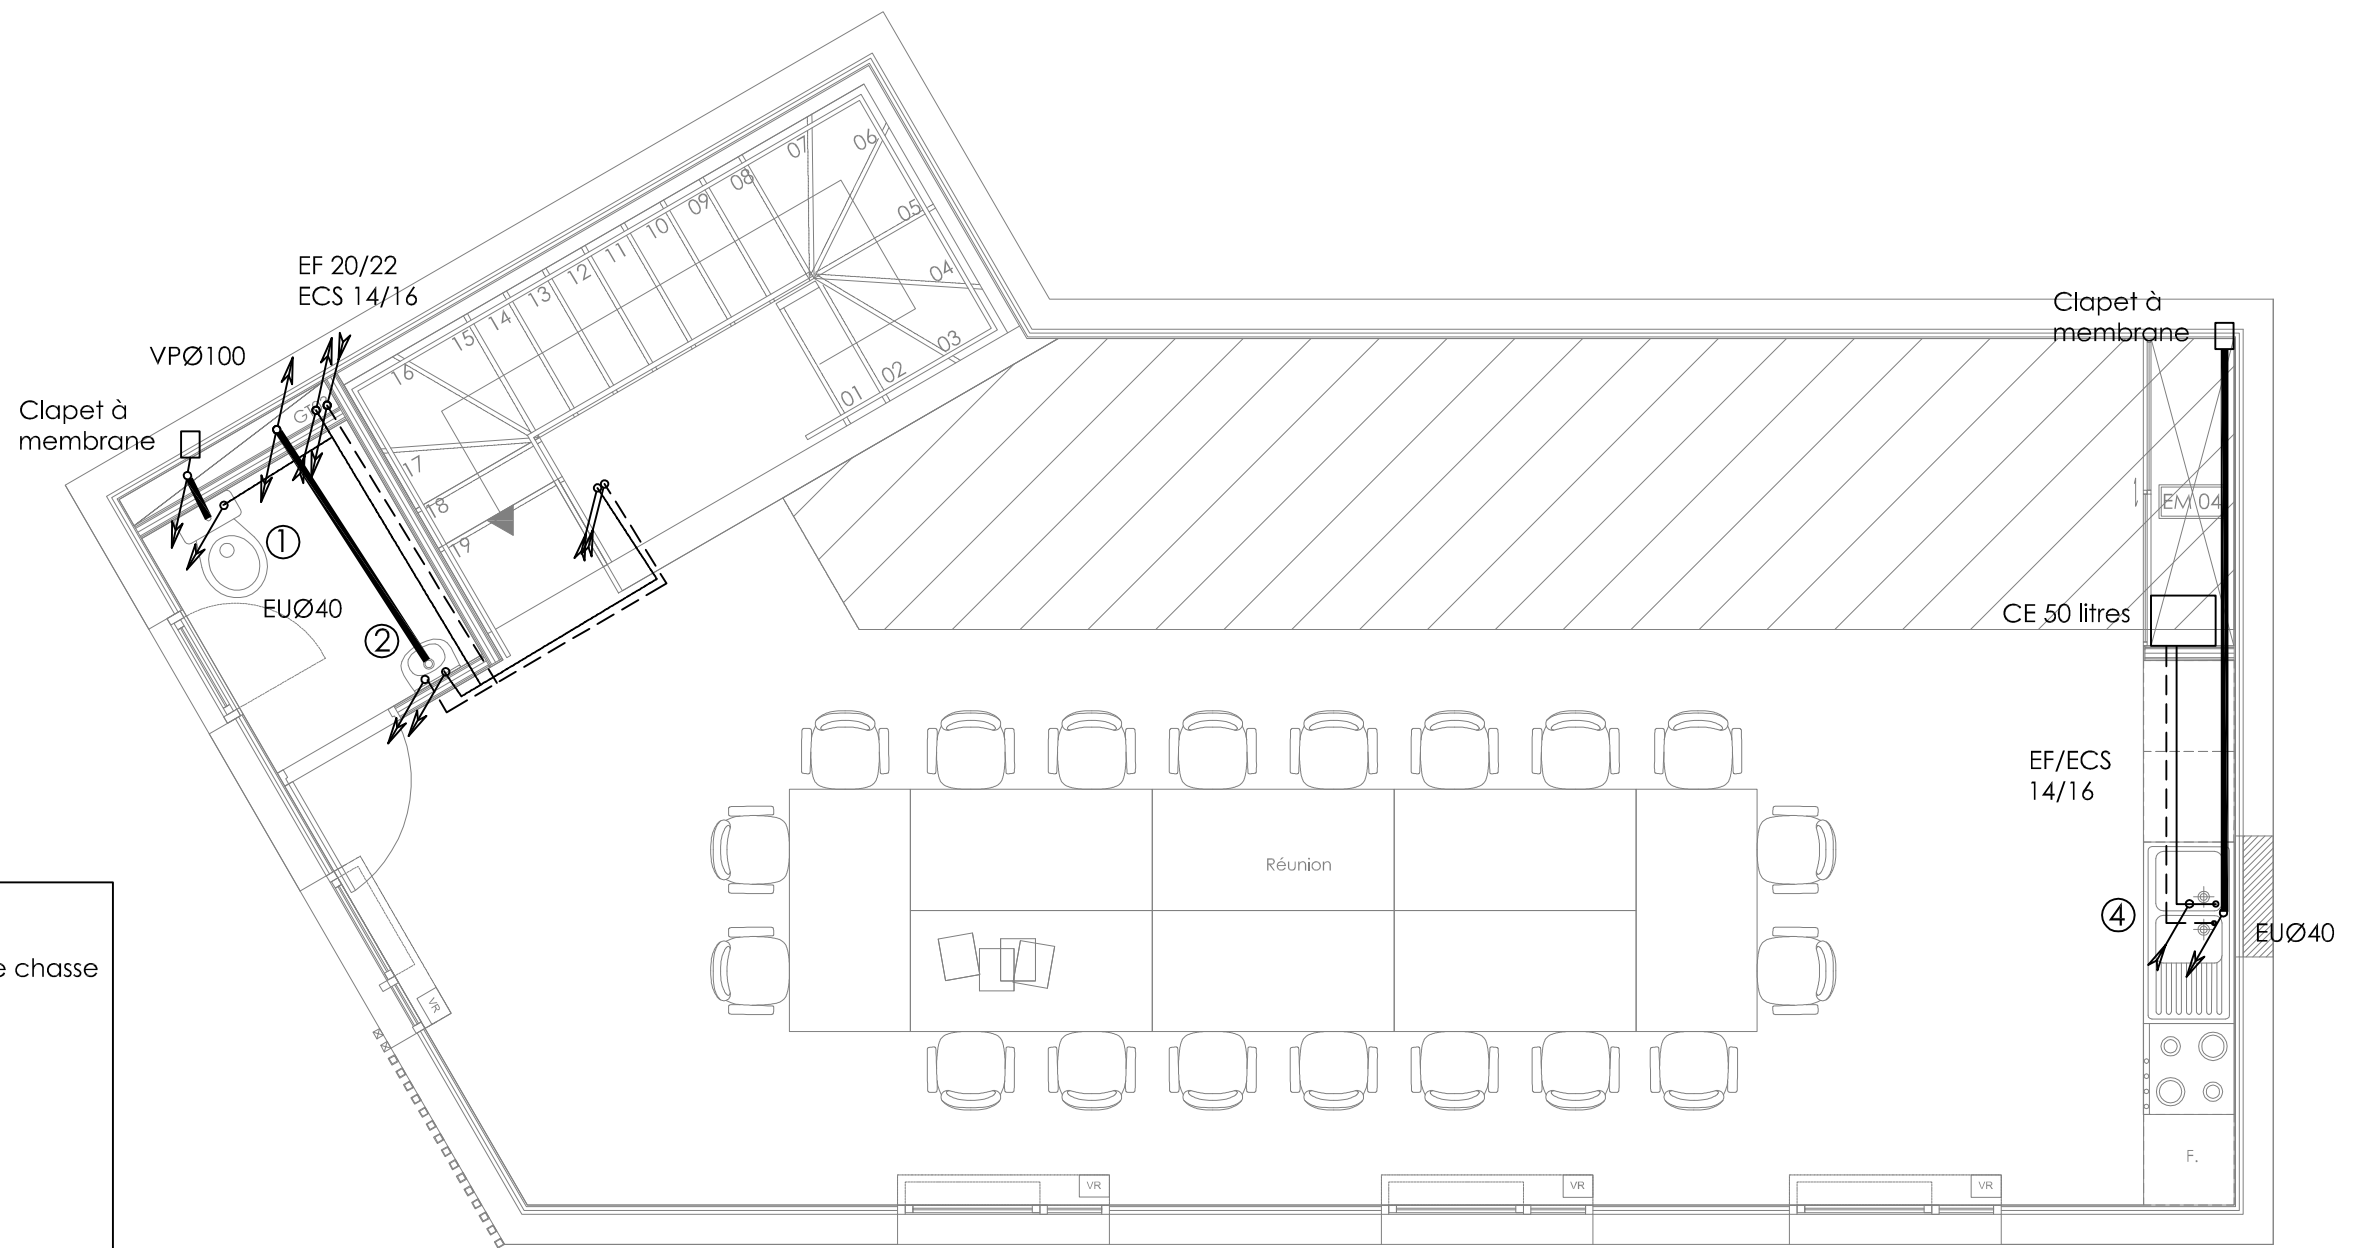 EF 20/22
ECS 14/16
VPØ100
Clapet à
membrane
①
EUØ40
②
01
02
03
04
05
06
07
08
09
10
11
12
13
14
15
16
17
18
19
Clapet à
membrane
EM 04
CE 50 litres
EF/ECS
14/16
④
EUØ40
F.
Réunion
e chasse
VR
VR
VR
VR